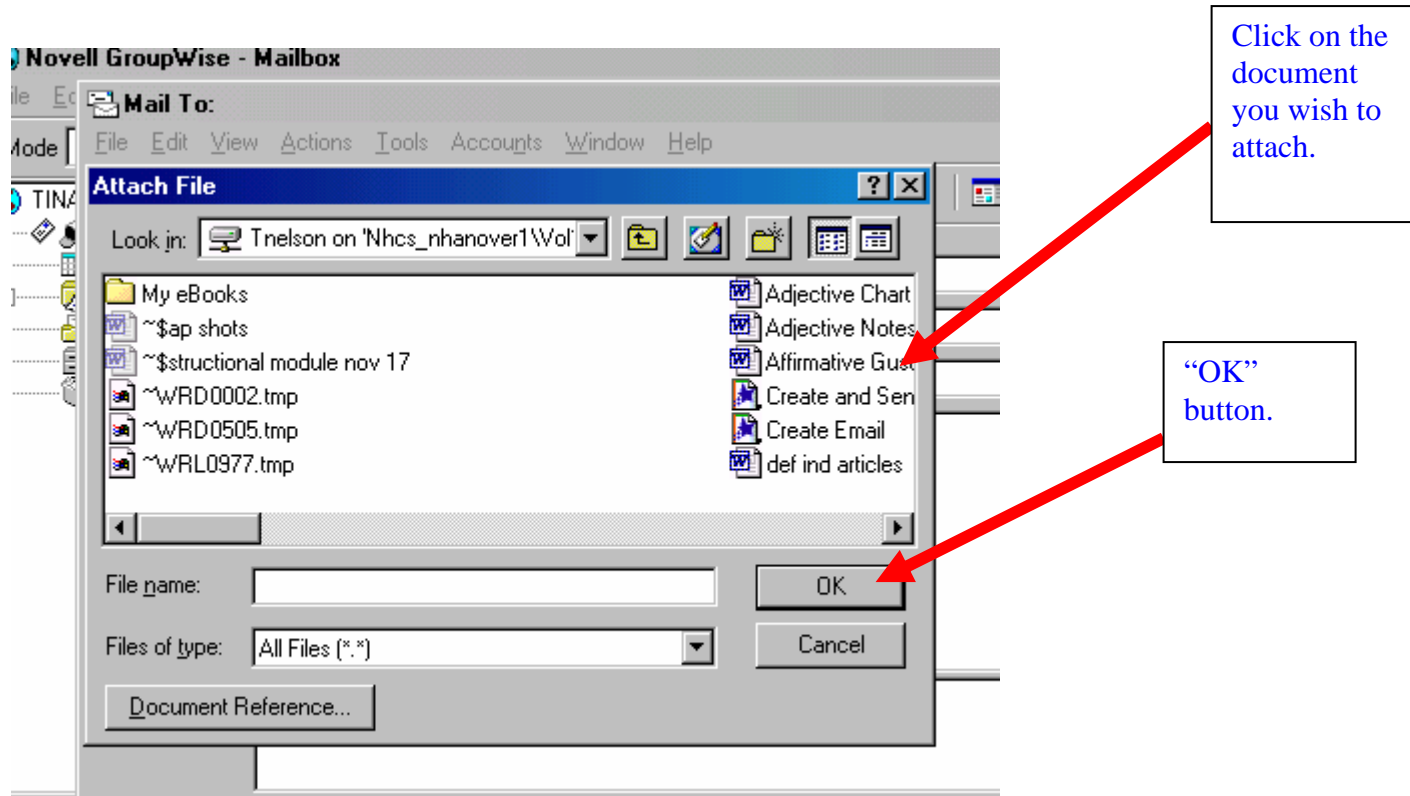 Click on the
document
you wish to
attach.
Novell GroupWise - Mailbox
Mail To:
File Edit View Actions Tools Accounts Window Help
Mode
TINA
Attach File
Look in: Tnelson on 'Nhcs_nhanover1\Vol
My eBooks
~$ap shots
~$structional module nov 17
~WRD0002.tmp
~WRD0505.tmp
~WRL0977.tmp
Adjective Chart
Adjective Notes
Affirmative
Create and Sen
Create Email
def ind articles
“OK”
button.
File name:
OK
Files of type: All Files (*.*)
Cancel
Document Reference...